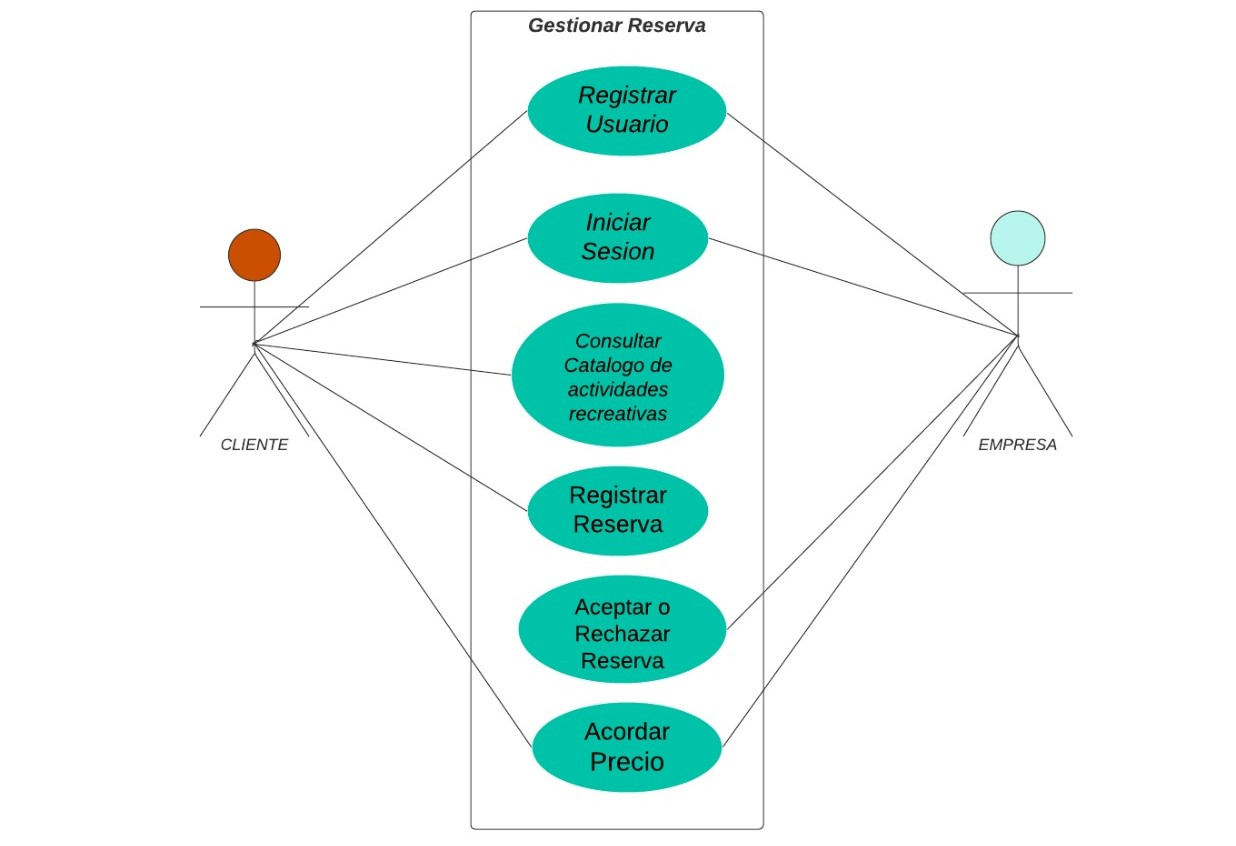 Gestionar Reserva
Registrar
Usuario
Iniciar
Sesion
Consultar
Catalogo de
actividades
recreativas
CLIENTE
EMPRESA
Registrar
Reserva
Aceptar o
Rechazar
Reserva
Acordar
Precio